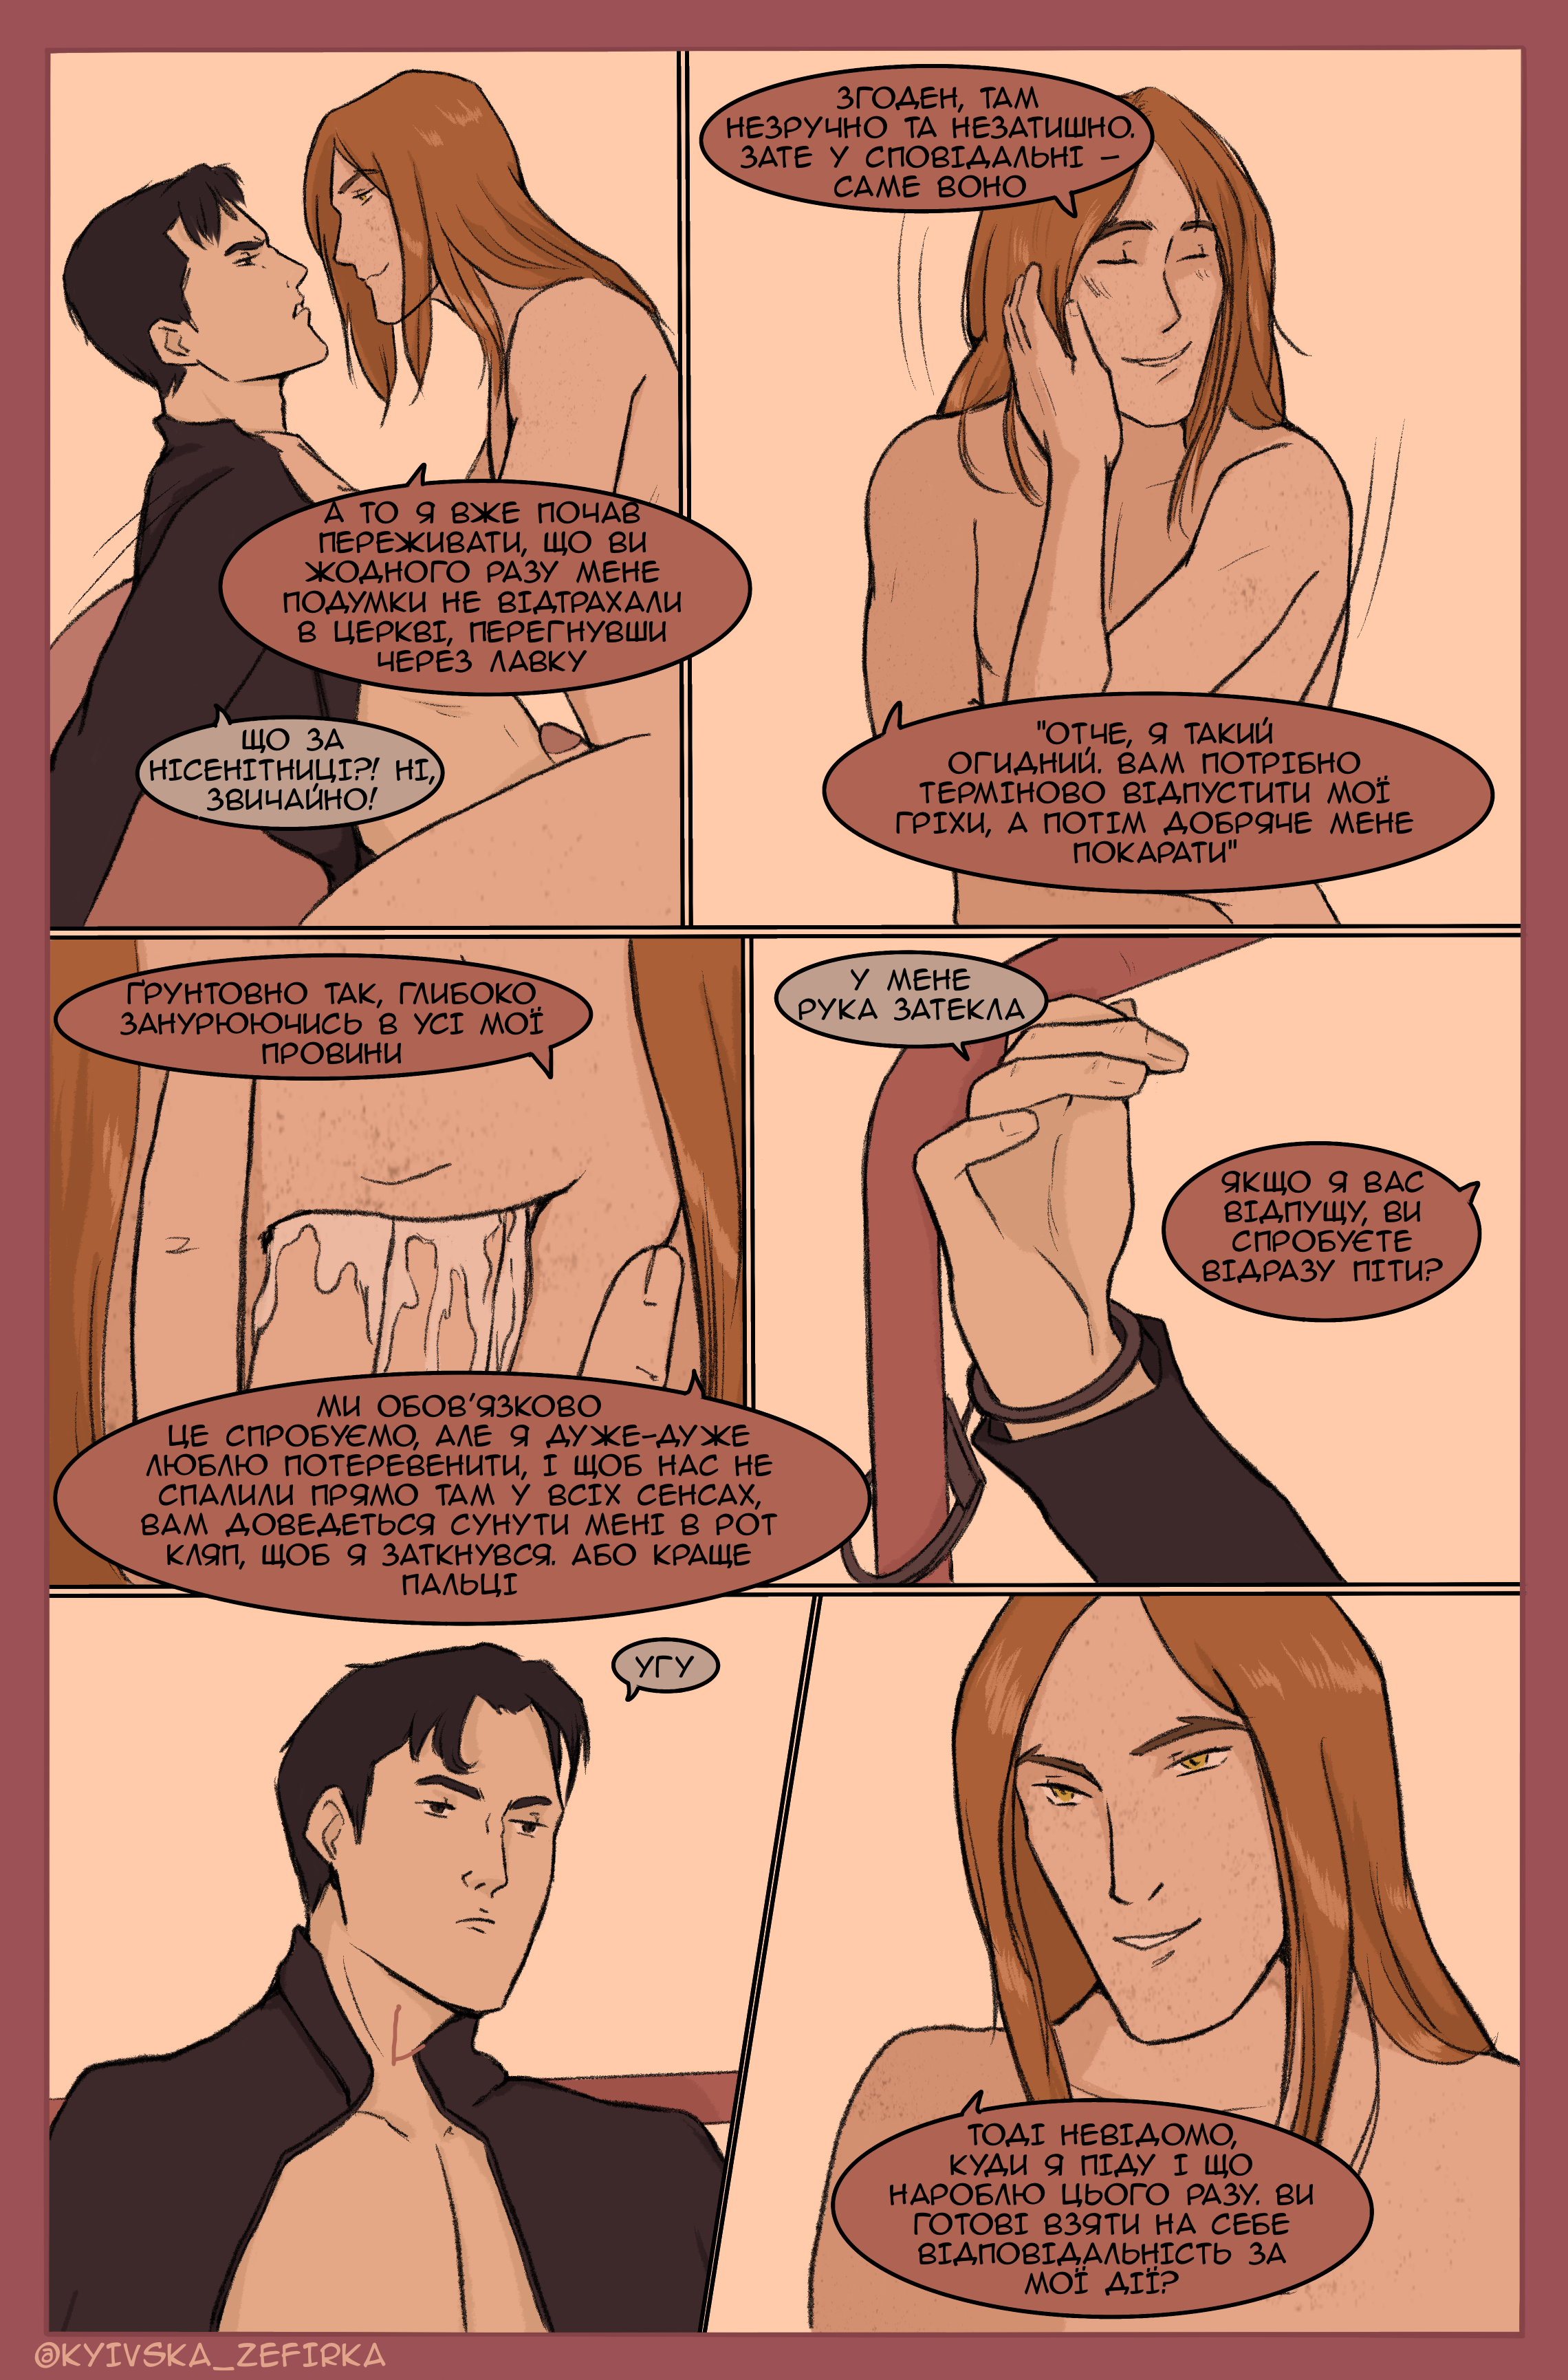 А ТО Я ВЖЕ ПОЧАВ
ПЕРЕЖИВАТИ, ЩО ВИ
ЖОДНОГО РАЗУ МЕНЕ
ПОДУМКИ НЕ ВІДТРАХАЛИ
В ЦЕРКВІ, ПЕРЕГНУВШИ
ЧЕРЕЗ ЛАВКУ
ЩО ЗА
НІСЕНІТНИЦІ?! НІ,
ЗВИЧАЙНО!
ЗГОДЕН, ТАМ
НЕЗРУЧНО ТА НЕЗАТИШНО.
ЗАТЕ У СПОВІДАЛЬНІ –
САМЕ ВОНО
"ОТЧЕ, Я ТАКИЙ
ОГИДНИЙ. ВАМ ПОТРІБНО
ТЕРМІНОВО ВІДПУСТИТИ МОЇ
ГРІХИ, А ПОТІМ ДОБРЯЧЕ МЕНЕ
ПОКАРАТИ"
ҐРУНТОВНО ТАК, ГЛИБОКО
ЗАНУРЮЮЧИСЬ В УСІ МОЇ
ПРОВИНИ
МИ ОБОВ'ЯЗКОВО
ЦЕ СПРОБУЄМО, АЛЕ Я ДУЖЕ-ДУЖЕ
ЛЮБЛЮ ПОТЕРЕВЕНИТИ, І ЩОБ НАС НЕ
СПАЛИЛИ ПРЯМО ТАМ У ВСІХ СЕНСАХ,
ВАМ ДОВЕДЕТЬСЯ СУНУТИ МЕНІ В РОТ
КЛЯП, ЩОБ Я ЗАТКНУВСЯ. АБО КРАЩЕ
ПАЛЬЦІ
У МЕНЕ
РУКА ЗАТЕКЛА
ЯКЩО Я ВАС
ВІДПУЩУ, ВИ
СПРОБУЄТЕ
ВІДРАЗУ ПІТИ?
УГУ
ТОДІ НЕВІДОМО,
КУДИ Я ПІДУ І ЩО
НАРОБЛЮ ЦЬОГО РАЗУ. ВИ
ГОТОВІ ВЗЯТИ НА СЕБЕ
ВІДПОВІДАЛЬНІСТЬ ЗА
МОЇ ДІЇ?
@KYIVSKA_ZEFIRKA